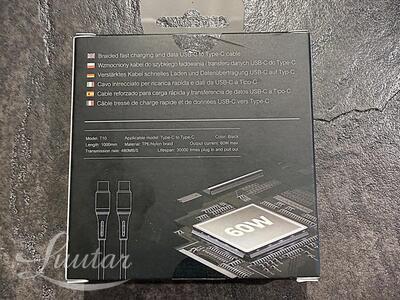 Braided fast charging and data USB-C to Type-C cable
Wzmocniony kabel do szybkiego ładowania i transferu danych USB-C do Type-C
Verstärktes Kabel schnelles Laden und Datenübertragung USB-C auf Typ-C
Cavo intrecciato per ricarica rapida e dati da USB-C a Tipo-C
Cable reforzado para carga rápida y transferencia de datos USB-C a Tipo-C
Câble tressé de charge rapide et de données USB-C vers Type-C
Model: T10 Applicable model: Type-C to Type-C Color: Black
Length: 1000mm Material: TPE/Nylon braid Output current: 60W max
Transmission rate: 480MB/S Lifespan: 30000 times plug in and pull out
60W
Luutar